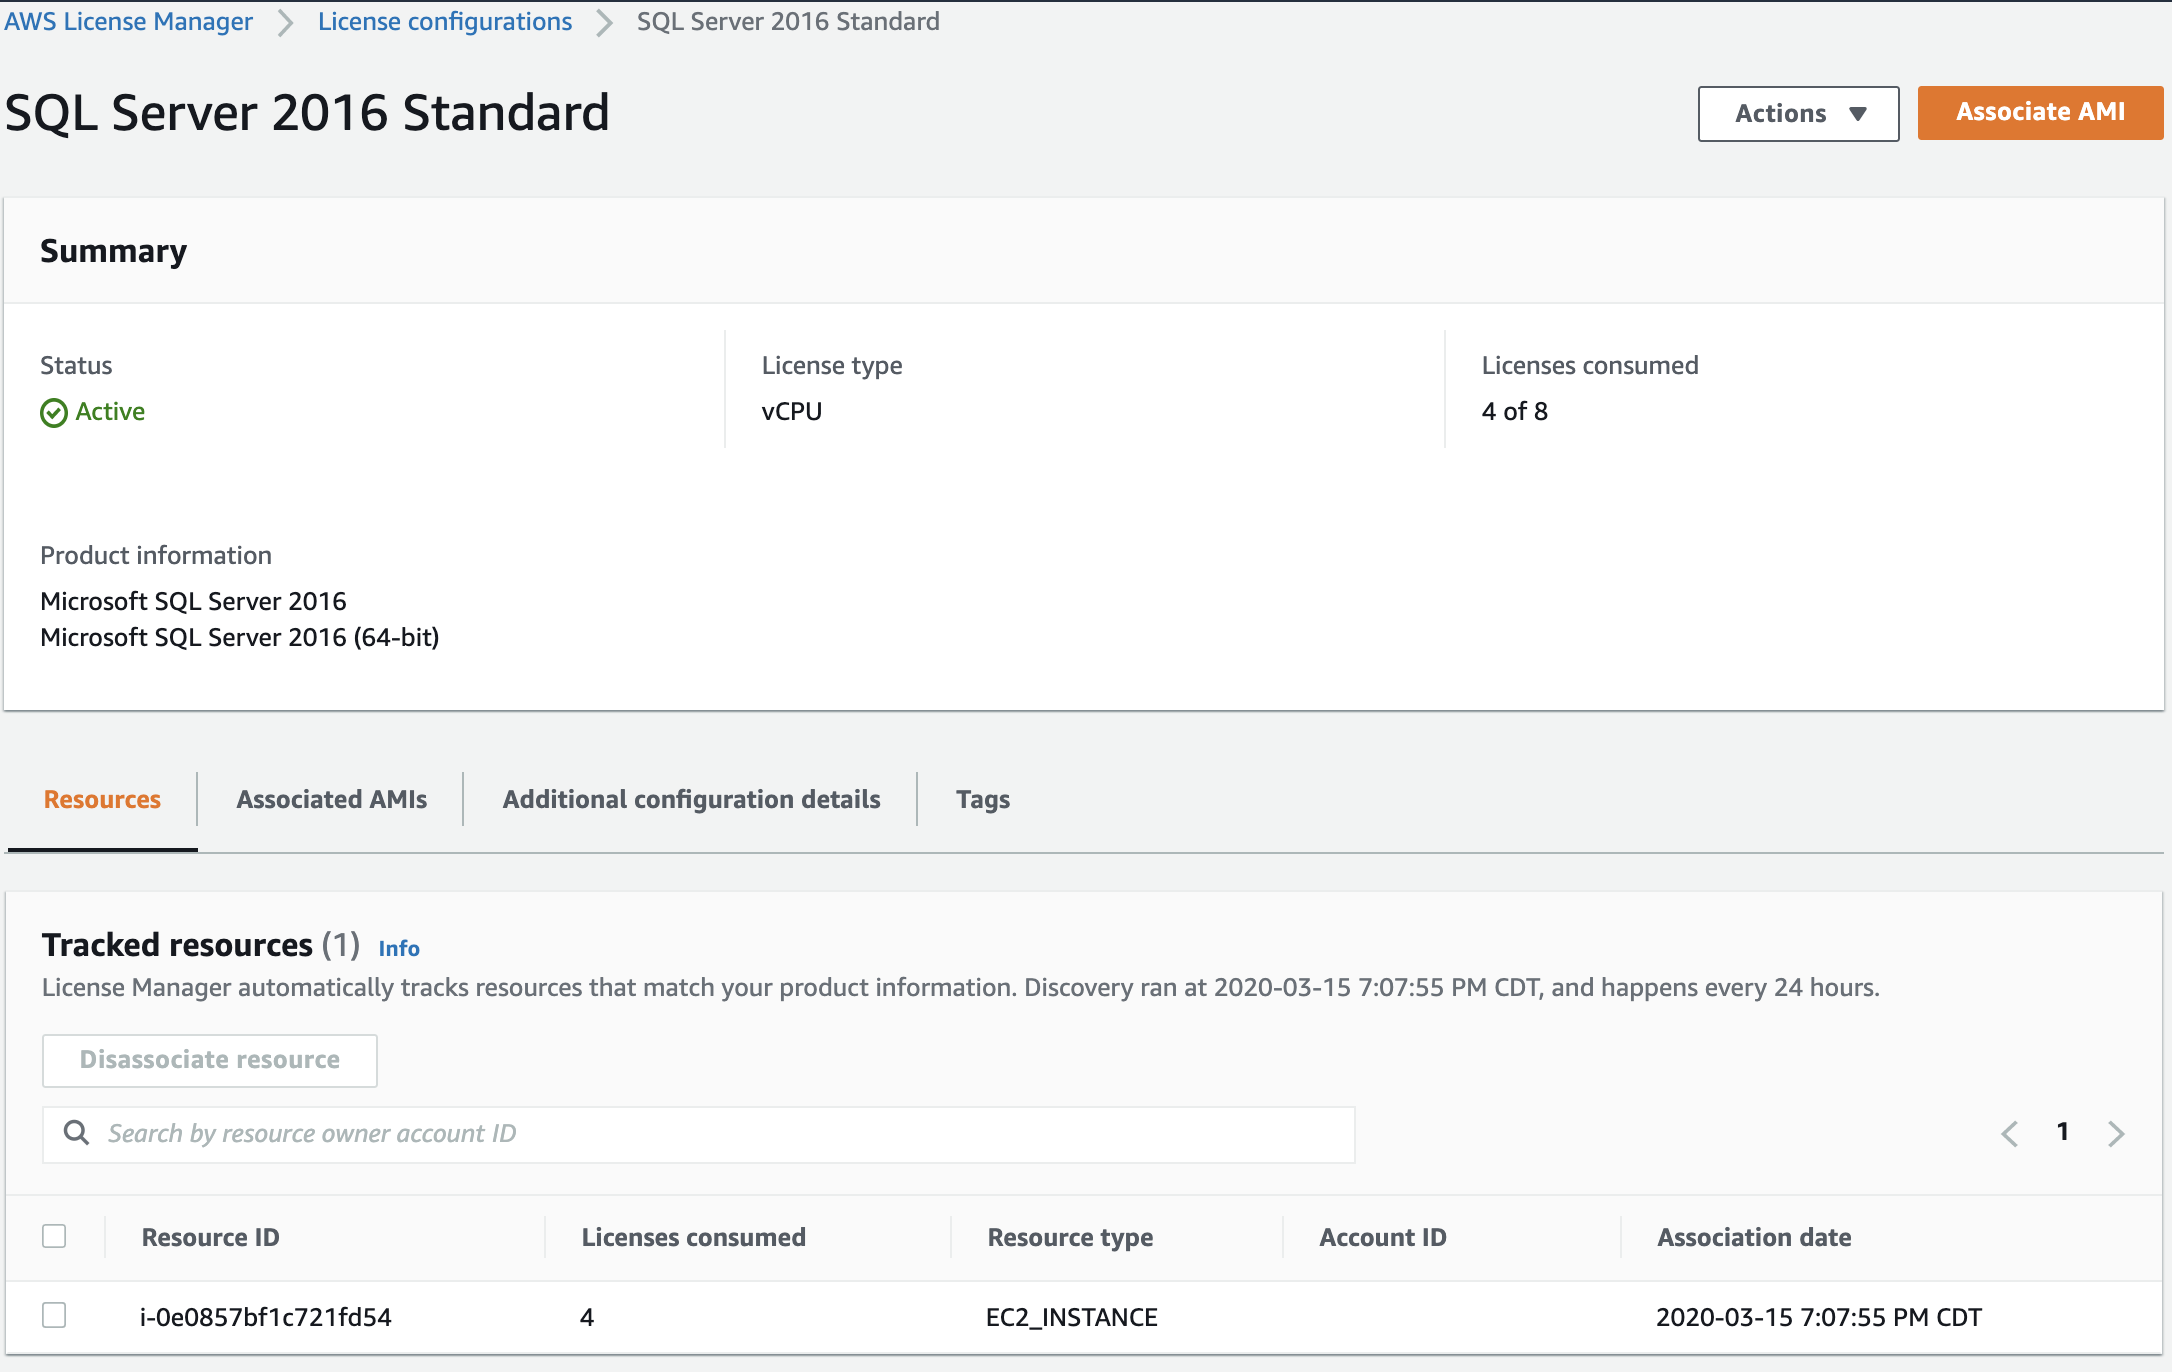 AWS License Manager > License configurations > SQL Server 2016 Standard
SQL Server 2016 Standard
Actions ▼
Associate AMI
Summary
Status
Active
License type
vCPU
Licenses consumed
4 of 8
Product information
Microsoft SQL Server 2016
Microsoft SQL Server 2016 (64-bit)
Resources
Associated AMIs
Additional configuration details
Tags
Tracked resources (1) Info
License Manager automatically tracks resources that match your product information. Discovery ran at 2020-03-15 7:07:55 PM CDT, and happens every 24 hours.
Disassociate resource
Search by resource owner account ID
< 1 >
Resource ID Licenses consumed Resource type Account ID Association date
i-0e0857bf1c721fd54 4 EC2_INSTANCE 2020-03-15 7:07:55 PM CDT